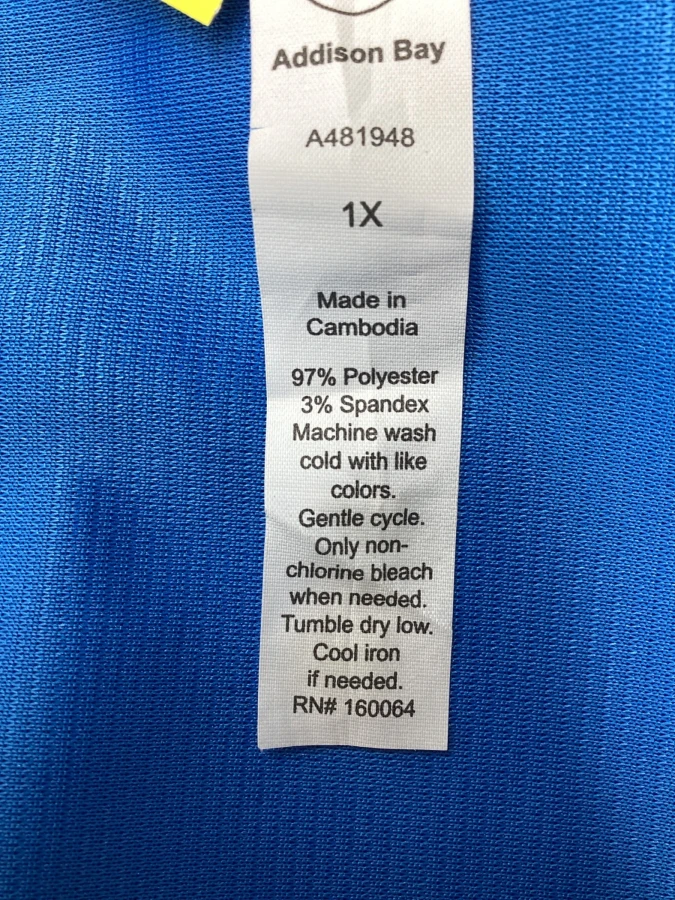 Addison Bay
A481948
1X
Made in
Cambodia
97% Polyester
3% Spandex
Machine wash
cold with like
colors.
Gentle cycle.
Only non-
chlorine bleach
when needed.
Tumble dry low.
Cool iron
if needed.
RN# 160064